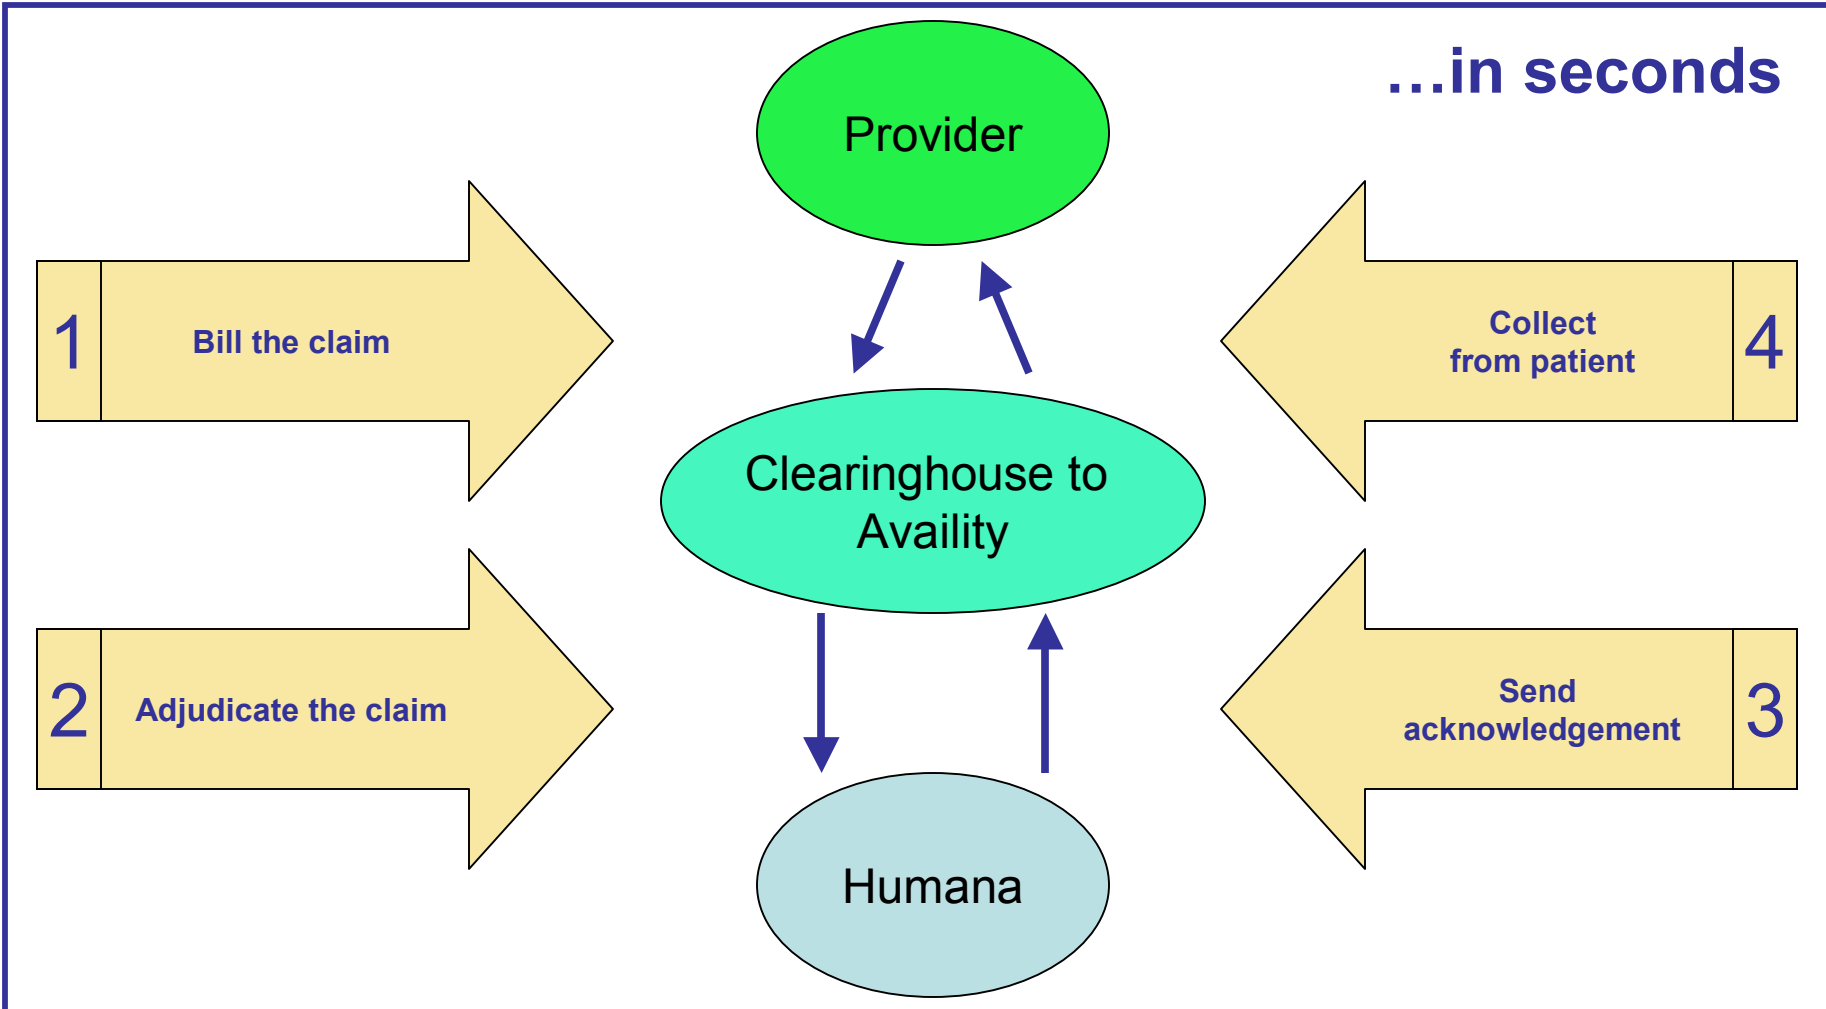 …in seconds
Provider
1
Bill the claim
Collect
from patient
4
Clearinghouse to
Availity
2
Adjudicate the claim
Send
acknowledgement
3
Humana